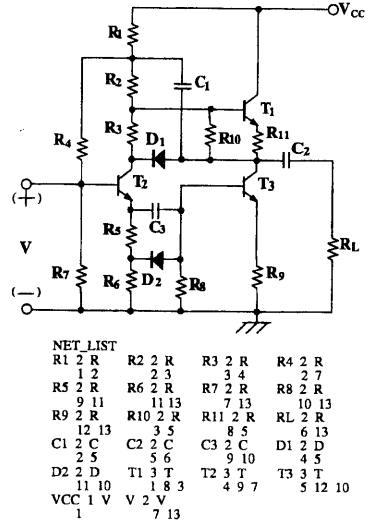 Vcc
R1
R2
C1
T1
R4
R3
D1
R10
R11
C2
(+)
T2
T3
C3
V
R5
RL
R7
D2
R9
(—)
R6
R8
NET_LIST
R1 2 R R2 2 R R3 2 R R4 2 R
1 2 2 3 3 4 2 7
R5 2 R R6 2 R R7 2 R R8 2 R
9 11 11 13 7 13 10 13
R9 2 R R10 2 R R11 2 R RL 2 R
12 13 3 5 8 5 6 13
C1 2 C C2 2 C C3 2 C D1 2 D
2 5 5 6 9 10 4 5
D2 2 D T1 3 T T2 3 T T3 3 T
11 10 1 8 3 4 9 7 5 12 10
VCC 1 V V 2 V
1 7 13